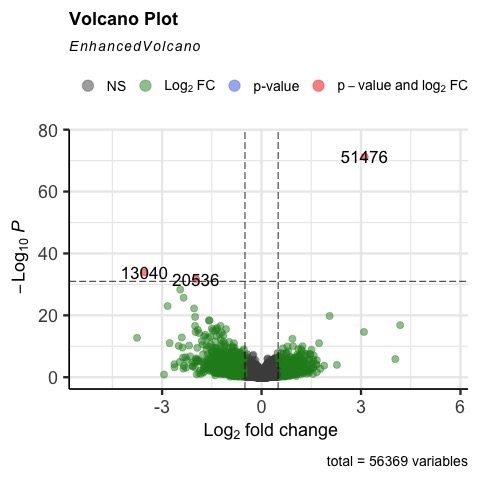 Volcano Plot
EnhancedVolcano
NS Log₂ FC p-value p − value and log₂ FC
80
60
40
20
0
− Log₁₀ P
51476
13040
20536
-3 0 3 6
Log₂ fold change
total = 56369 variables